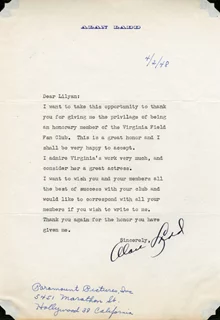 ALAN LADD
4/2/48
Dear Lilyan:
I want to take this opportunity to thank
you for giving me the privilege of being
an honorary member of the Virginia Field
Fan Club. This is a great honor and I
shall be very happy to accept.
I admire Virginia's work very much, and
consider her a great actress.
I want to wish you and your members all
the best of success with your club and
would like to correspond with all your
members if you wish to write to me.
Thank you again for the honor you have
given me.
Sincerely,
Alan Ladd
Paramount Pictures, Inc
5451 Marathon St.
Hollywood 38 California